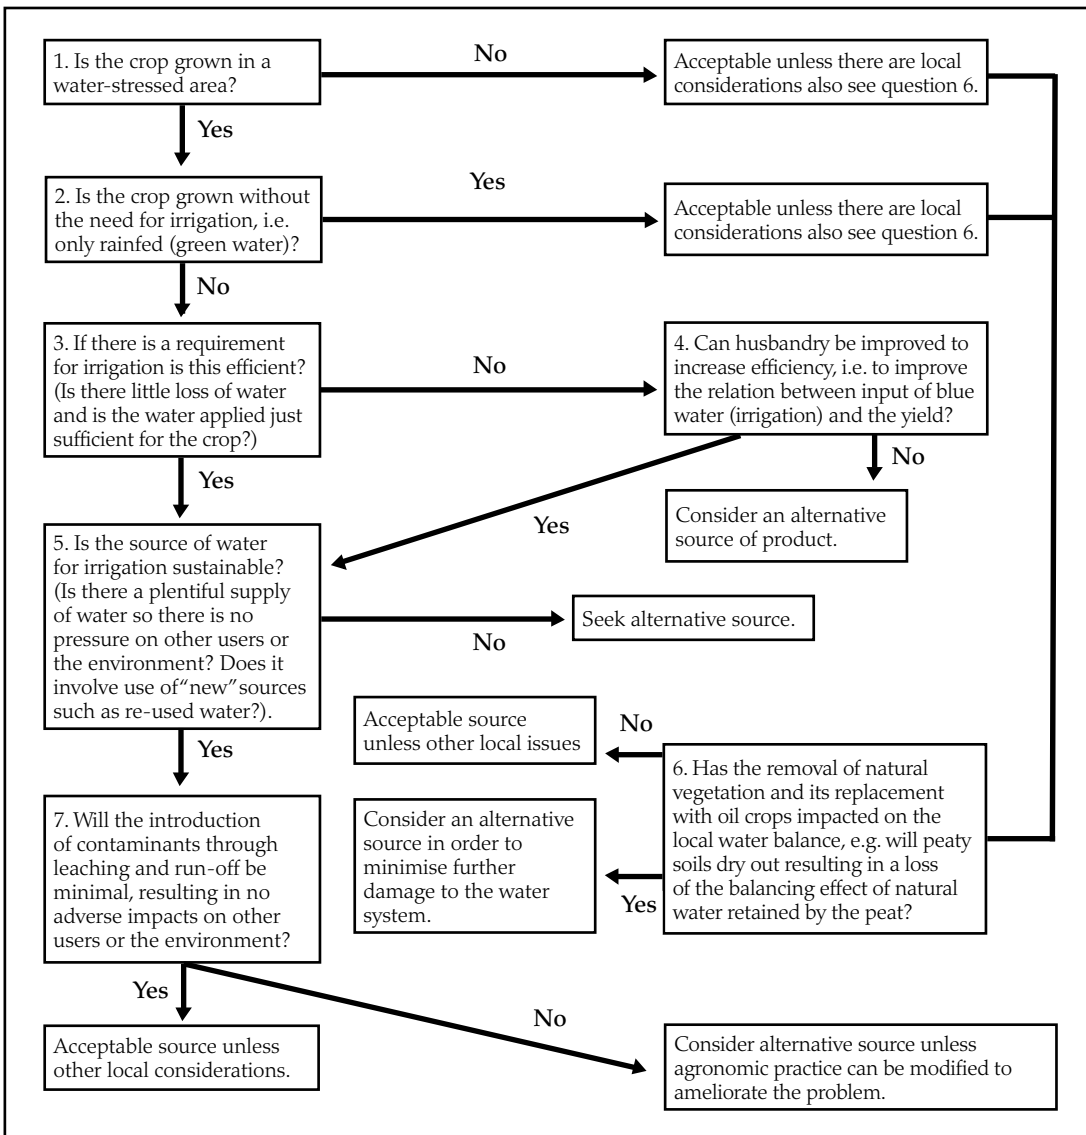 1. Is the crop grown in a
water-stressed area?
No
Acceptable unless there are local
considerations also see question 6.
Yes
2. Is the crop grown without
the need for irrigation, i.e.
only rainfed (green water)?
Yes
Acceptable unless there are local
considerations also see question 6.
No
3. If there is a requirement
for irrigation is this efficient?
(Is there little loss of water
and is the water applied just
sufficient for the crop?)
No
4. Can husbandry be improved to
increase efficiency, i.e. to improve
the relation between input of blue
water (irrigation) and the yield?
Yes
No
Consider an alternative
source of product.
Yes
5. Is the source of water
for irrigation sustainable?
(Is there a plentiful supply
of water so there is no
pressure on other users or
the environment? Does it
involve use of“new”sources
such as re-used water?).
No
Seek alternative source.
Yes
Acceptable source
unless other local issues
No
6. Has the removal of natural
vegetation and its replacement
with oil crops impacted on the
local water balance, e.g. will peaty
soils dry out resulting in a loss
of the balancing effect of natural
water retained by the peat?
Consider an alternative
source in order to
minimise further
damage to the water
system.
Yes
7. Will the introduction
of contaminants through
leaching and run-off be
minimal, resulting in no
adverse impacts on other
users or the environment?
Yes
No
Acceptable source unless
other local considerations.
Consider alternative source unless
agronomic practice can be modified to
ameliorate the problem.